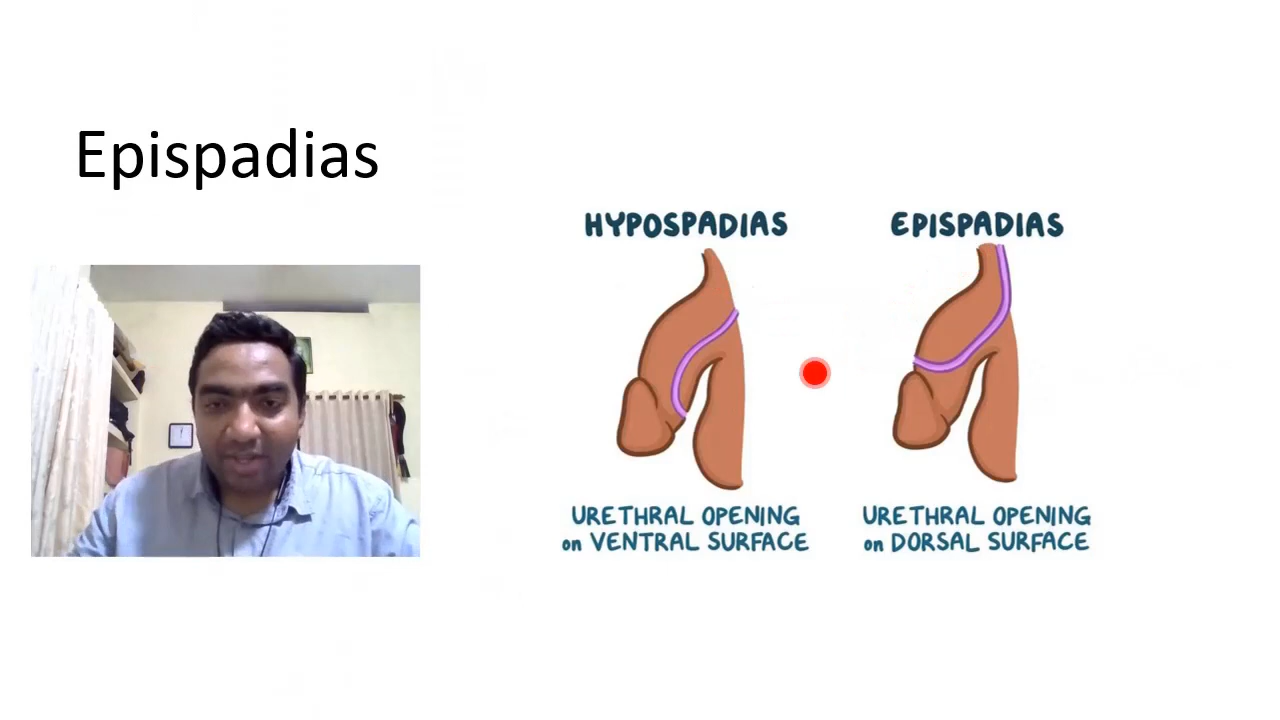 Epispadias
HYPOSPADIAS
URETHRAL OPENING
on VENTRAL SURFACE
EPISPADIAS
URETHRAL OPENING
on DORSAL SURFACE